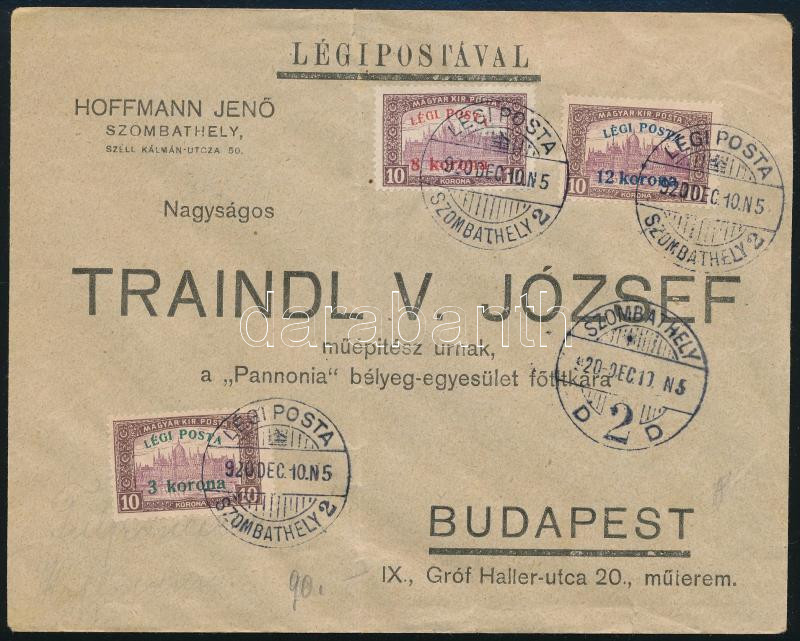 LÉGIPOSTÁVAL
HOFFMANN JENŐ
SZOMBATHELY,
SZÉLL KÁLMÁN-UTCZA 50.
MAGYAR KIR. POSTA
LÉGI POSTA
8 korona
10 KORONA
MAGYAR KIR. POSTA
LÉGI POSTA
12 korona
10 KORONA
LÉGI POSTA
920 DEC. 10. N 5
SZOMBATHELY 2
LÉGI POSTA
920 DEC. 10. N 5
SZOMBATHELY 2
Nagyságos
TRAINDL V. JÓZSEF
műépitész urnak,
a „Pannonia” bélyeg-egyesület főtitkára
darabanth
SZOMBATHELY
920-DEC. 10. N 5
D 2 D
MAGYAR KIR. POSTA
LÉGI POSTA
3 korona
10 KORONA 10
LÉGI POSTA
920 DEC. 10. N 5
SZOMBATHELY 2
BUDAPEST
IX., Gróf Haller-utca 20., műterem.
90.